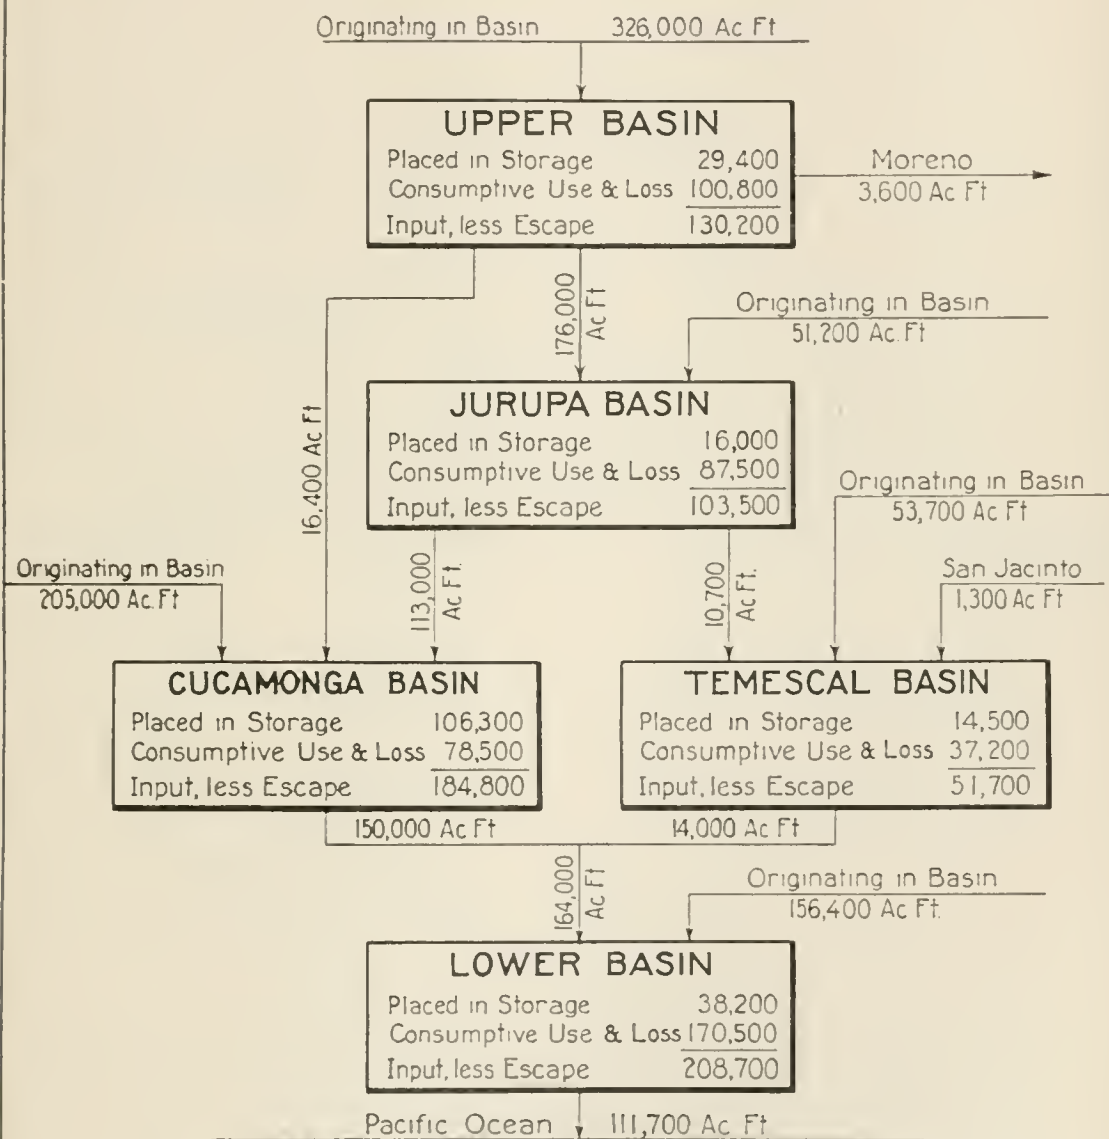 Originating in Basin 326,000 Ac Ft
UPPER BASIN
Placed in Storage 29,400
Consumptive Use & Loss 100,800
Input, less Escape 130,200
Moreno
3,600 Ac Ft
176,000
Ac Ft
Originating in Basin
51,200 Ac. Ft
16,400 Ac Ft
JURUPA BASIN
Placed in Storage 16,000
Consumptive Use & Loss 87,500
Input, less Escape 103,500
Originating in Basin
53,700 Ac Ft
Originating in Basin
205,000 Ac. Ft
113,000
Ac Ft.
10,700
Ac Ft.
San Jacinto
1,300 Ac Ft
CUCAMONGA BASIN
Placed in Storage 106,300
Consumptive Use & Loss 78,500
Input, less Escape 184,800
TEMESCAL BASIN
Placed in Storage 14,500
Consumptive Use & Loss 37,200
Input, less Escape 51,700
150,000 Ac Ft
14,000 Ac Ft
164,000
Ac Ft
Originating in Basin
156,400 Ac Ft.
LOWER BASIN
Placed in Storage 38,200
Consumptive Use & Loss 170,500
Input, less Escape 208,700
Pacific Ocean 111,700 Ac Ft